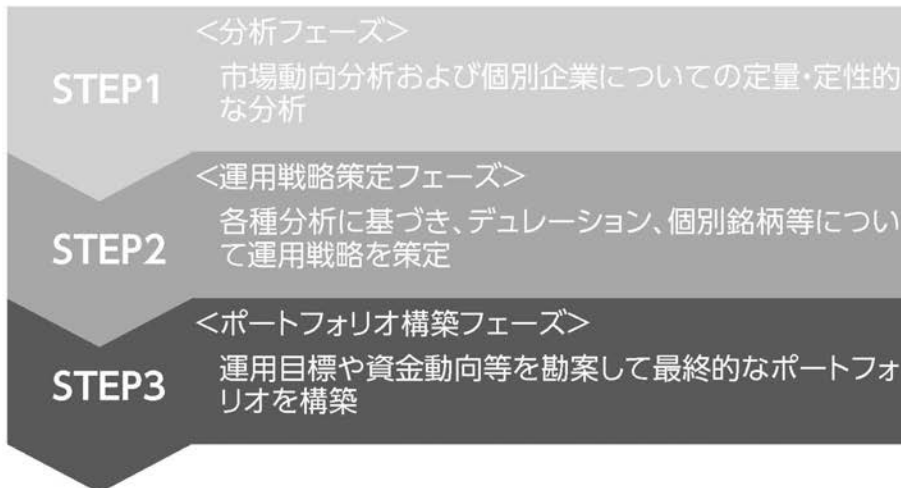 <分析フェーズ>
STEP1
市場動向分析および個別企業についての定量・定性的
な分析
<運用戦略策定フェーズ>
STEP2
各種分析に基づき、デュレーション、個別銘柄等につい
て運用戦略を策定
<ポートフォリオ構築フェーズ>
STEP3
運用目標や資金動向等を勘案して最終的なポートフォ
リオを構築